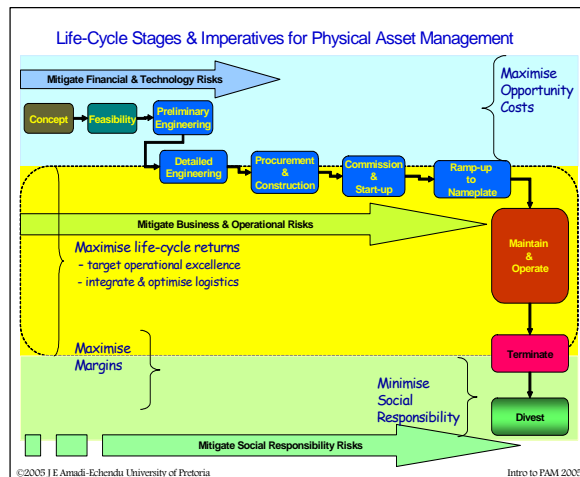 Life-Cycle Stages & Imperatives for Physical Asset Management
Mitigate Financial & Technology Risks
Maximise
Opportunity
Costs
Concept
Feasibility
Preliminary
Engineering
Detailed
Engineering
Procurement
&
Construction
Commission
&
Start-up
Ramp-up
to
Nameplate
Mitigate Business & Operational Risks
Maintain
&
Operate
Maximise life-cycle returns
- target operational excellence
- integrate & optimise logistics
Maximise
Margins
Terminate
Minimise
Social
Responsibility
Divest
Mitigate Social Responsibility Risks
©2005 J E Amadi-Echendu University of Pretoria
Intro to PAM 2005